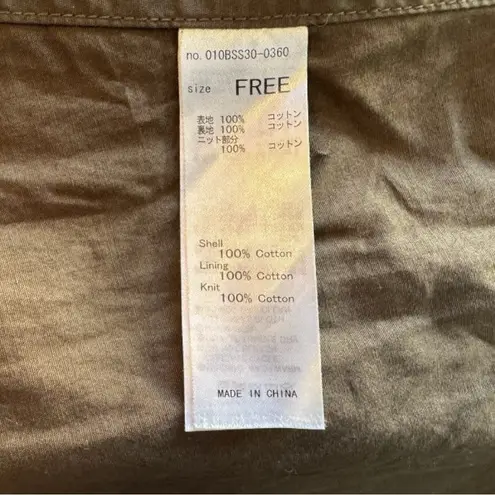 no. 010BSS30-0360
size FREE
表地 100% コットン
裏地 100% コットン
ニット部分
100% コットン
Shell
100% Cotton
Lining
100% Cotton
Knit
100% Cotton
MADE IN CHINA